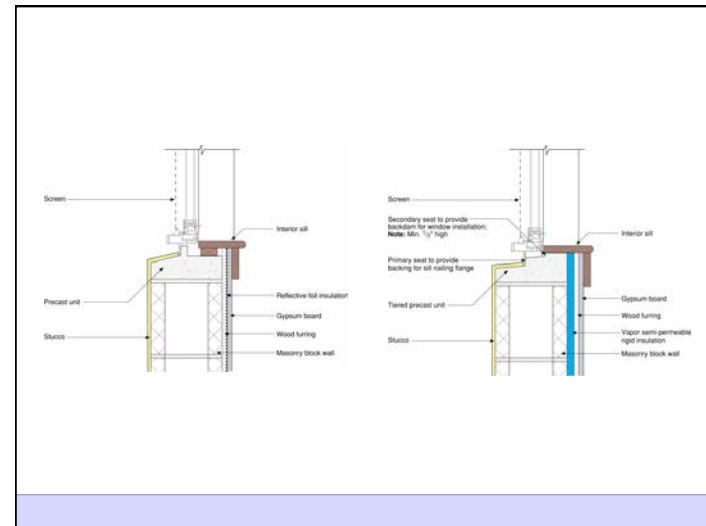 Screen
Interior sill
Precast unit
Reflective foil insulation
Gypsum board
Stucco
Wood furring
Masonry block wall
Screen
Secondary seat to provide
backdam for window installation:
Note: Min. 1/2" high
Interior sill
Primary seat to provide
backing for sill nailing flange
Tiered precast unit
Gypsum board
Wood furring
Stucco
Vapor semi-permeable
rigid insulation
Masonry block wall